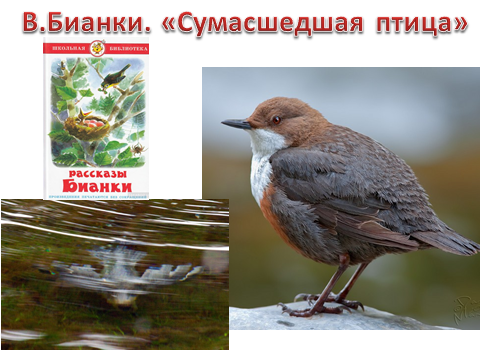 В.Бианки. «Сумасшедшая птица»
ШКОЛЬНАЯ БИБЛИОТЕКА
рассказы
Бианки